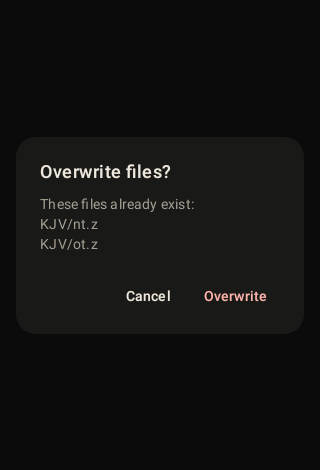 Overwrite files?
These files already exist:
KJV/nt.z
KJV/ot.z
Cancel
Overwrite